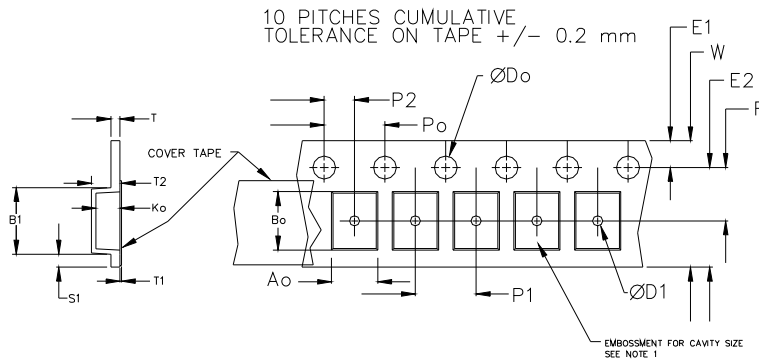 10 PITCHES CUMULATIVE
TOLERANCE ON TAPE +/- 0.2 mm
E1
W
ØDo
P2
E2
F
Po
T
COVER TAPE
T2
B1
Ko
Bo
S1
T1
Ao
P1
ØD1
EMBOSSMENT FOR CAVITY SIZE
SEE NOTE 1